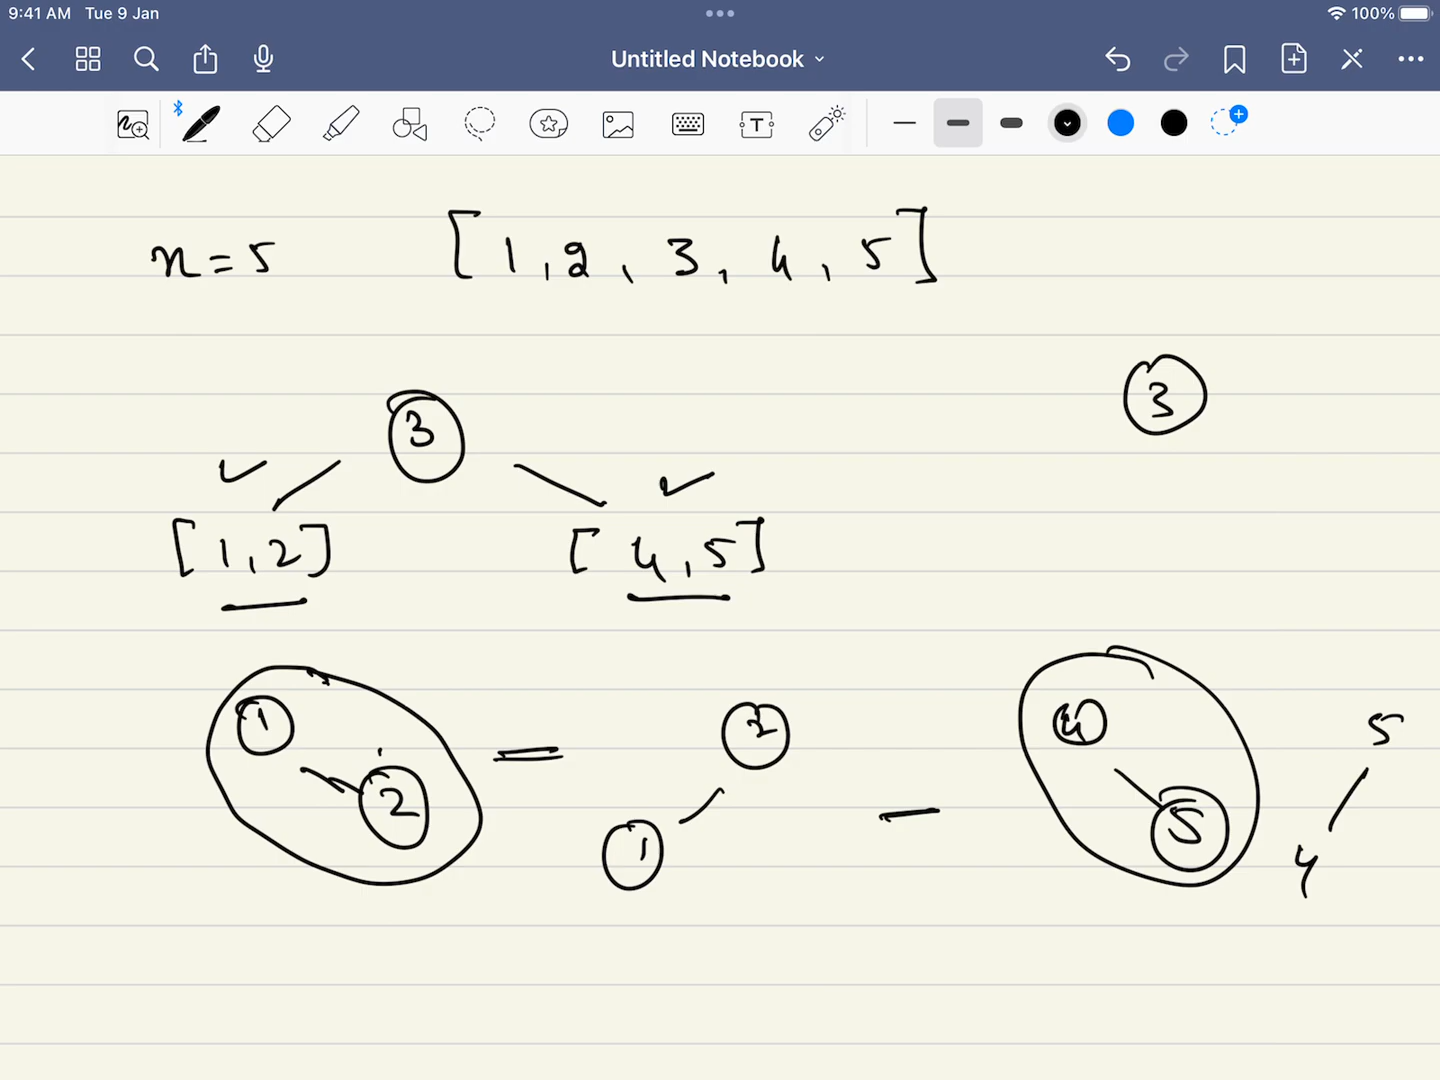 9:41 AM Tue 9 Jan 100%
Untitled Notebook
T
n = 5 [1, 2, 3, 4, 5]
3
3
[1, 2] [4, 5]
1 2 4 5
2 1 5 4